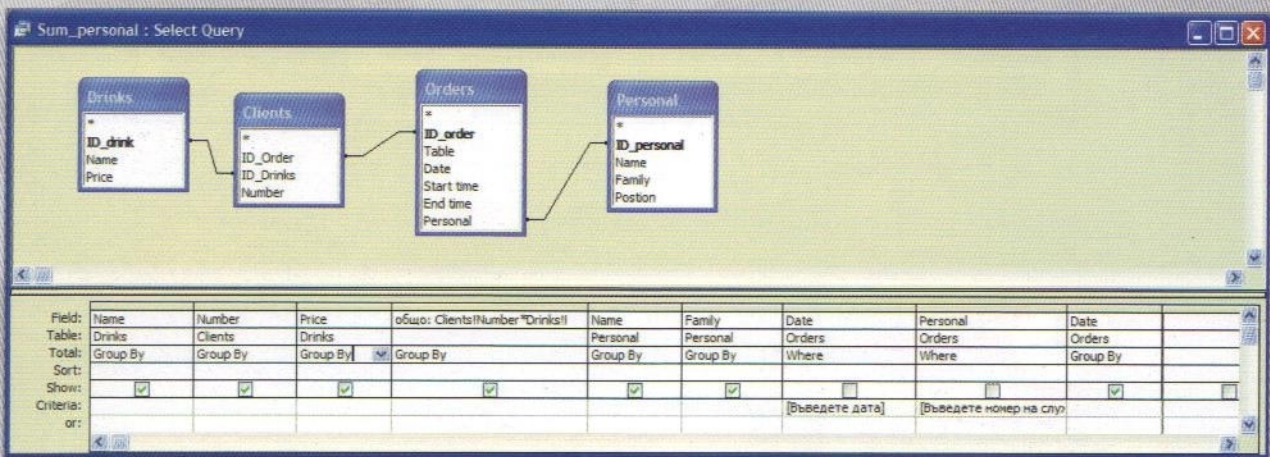 Sum_personal : Select Query
Drinks
*
ID_drink
Name
Price
Clients
*
ID_Order
ID_Drinks
Number
Orders
*
ID_order
Table
Date
Start time
End time
Personal
Personal
*
ID_personal
Name
Family
Postion
Field: Name Number Price общо: Clients!Number*Drinks! Name Family Date Personal Date
Table: Drinks Clients Drinks Personal Personal Orders Orders Orders
Total: Group By Group By Group By Group By Group By Group By Where Where Group By
Sort:
Show:
Criteria: [Въведете дата] [Въведете номер на слу
or: